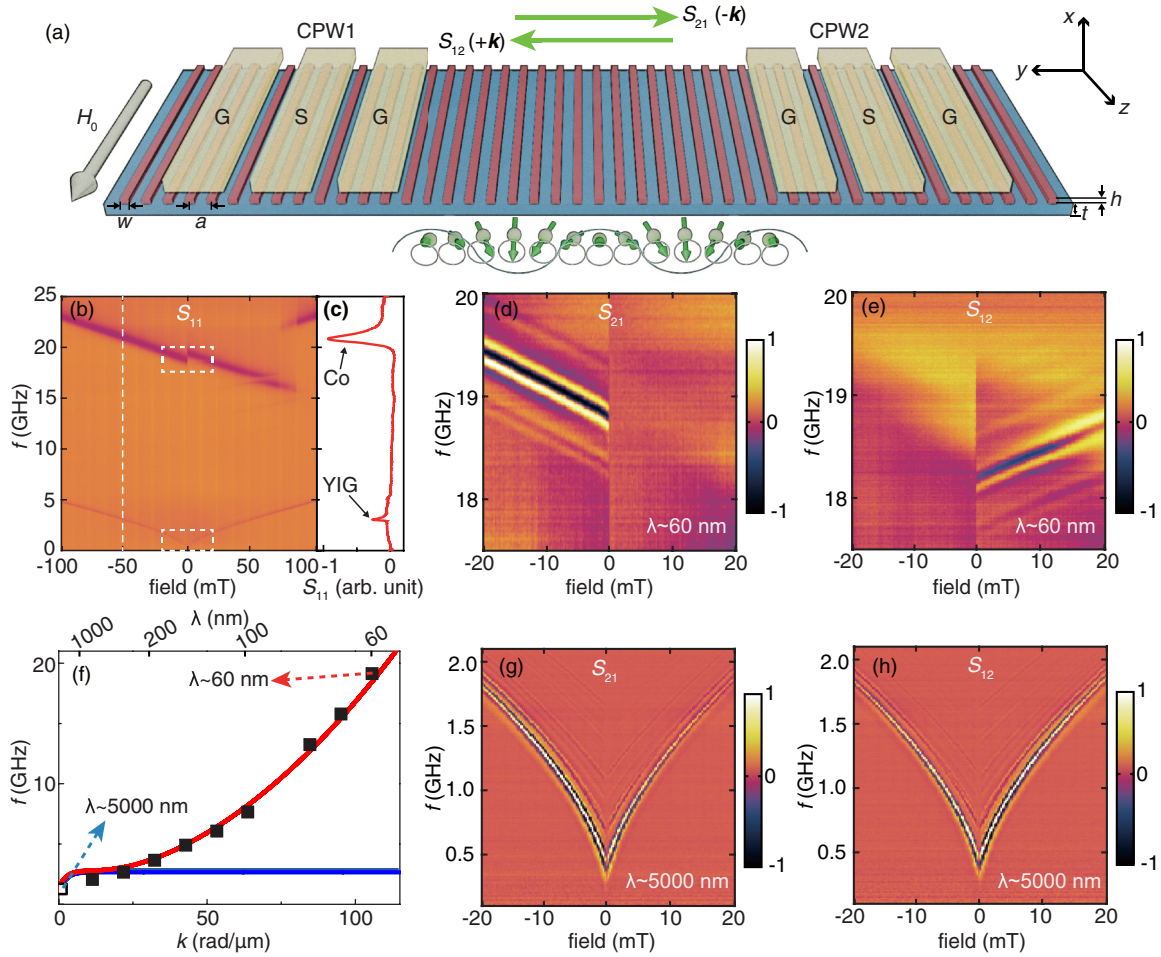 (a)
CPW1
S21 (-k)
S12 (+k)
CPW2
x
y
z
H0
G
S
G
G
S
G
w
a
h
t
(b)
S11
25
20
15
10
5
0
f (GHz)
-100
-50
0
50
100
field (mT)
(c)
Co
YIG
-1
0
S11 (arb. unit)
(d)
S21
20
19
18
f (GHz)
λ~60 nm
-20
-10
0
10
20
field (mT)
1
0
-1
(e)
S12
20
19
18
f (GHz)
λ~60 nm
-20
-10
0
10
20
field (mT)
1
0
-1
λ (nm)
1000
200
100
60
(f)
20
10
f (GHz)
λ~60 nm
λ~5000 nm
0
50
100
k (rad/μm)
(g)
S21
2.0
1.5
1.0
0.5
f (GHz)
λ~5000 nm
-20
-10
0
10
20
field (mT)
1
0
-1
(h)
S12
2.0
1.5
1.0
0.5
f (GHz)
λ~5000 nm
-20
-10
0
10
20
field (mT)
1
0
-1